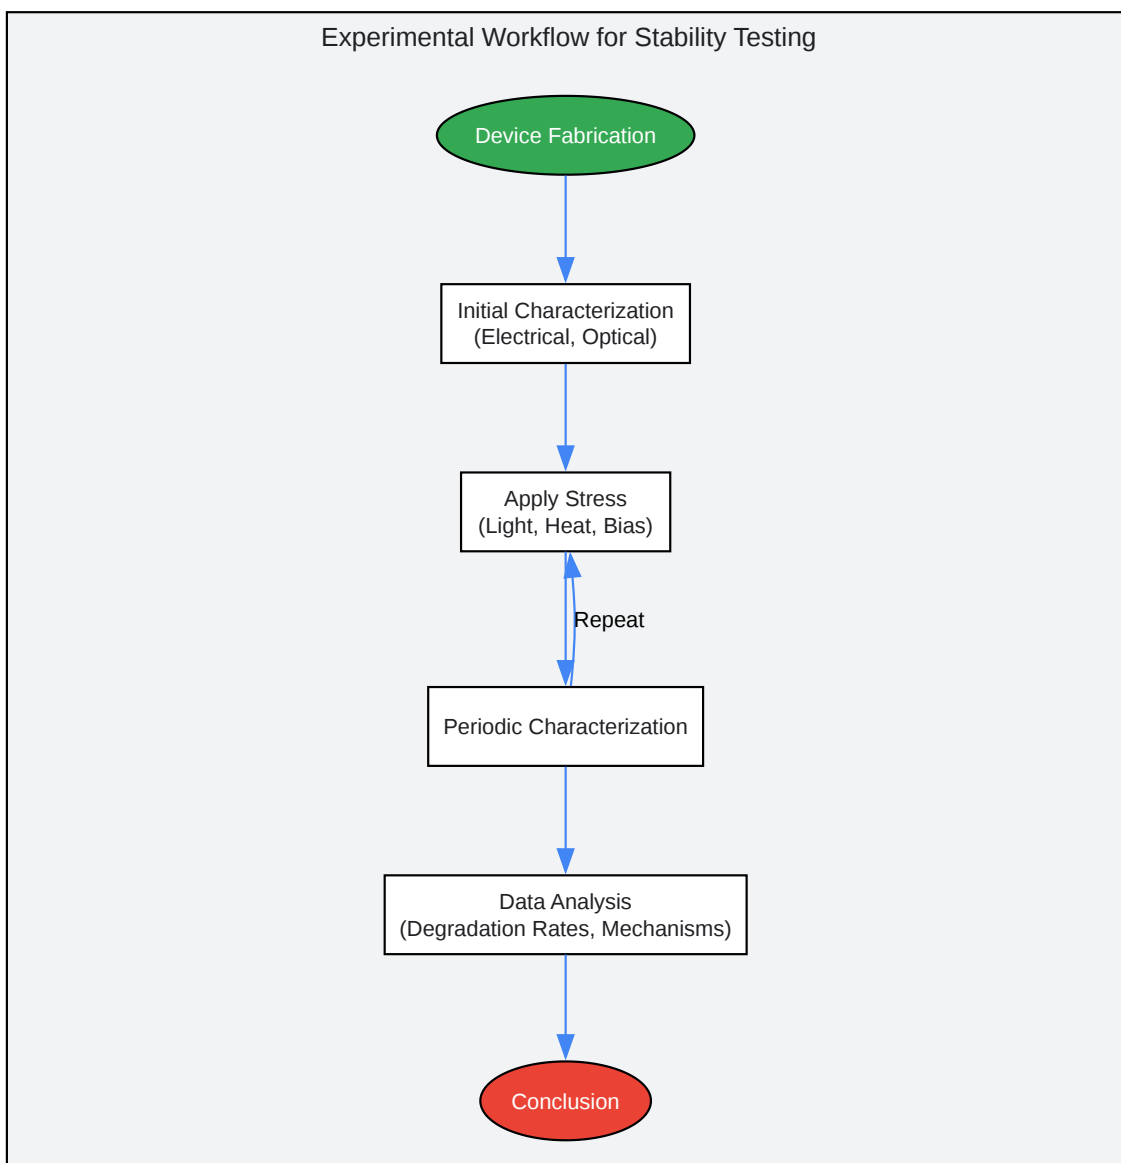 Experimental Workflow for Stability Testing
Device Fabrication
Initial Characterization
(Electrical, Optical)
Apply Stress
(Light, Heat, Bias)
Repeat
Periodic Characterization
Data Analysis
(Degradation Rates, Mechanisms)
Conclusion